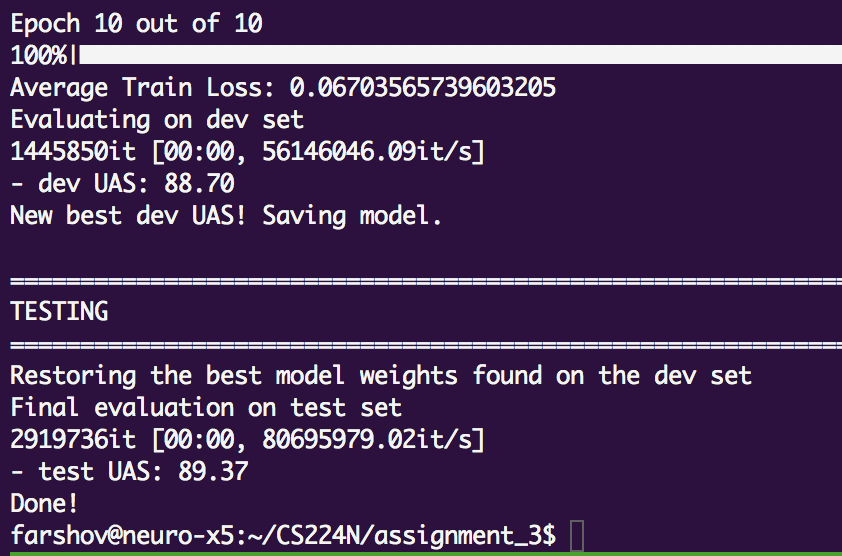 Epoch 10 out of 10
100%|
Average Train Loss: 0.06703565739603205
Evaluating on dev set
1445850it [00:00, 56146046.09it/s]
- dev UAS: 88.70
New best dev UAS! Saving model.
============================================================
TESTING
============================================================
Restoring the best model weights found on the dev set
Final evaluation on test set
2919736it [00:00, 80695979.02it/s]
- test UAS: 89.37
Done!
farshov@neuro-x5:~/CS224N/assignment_3$